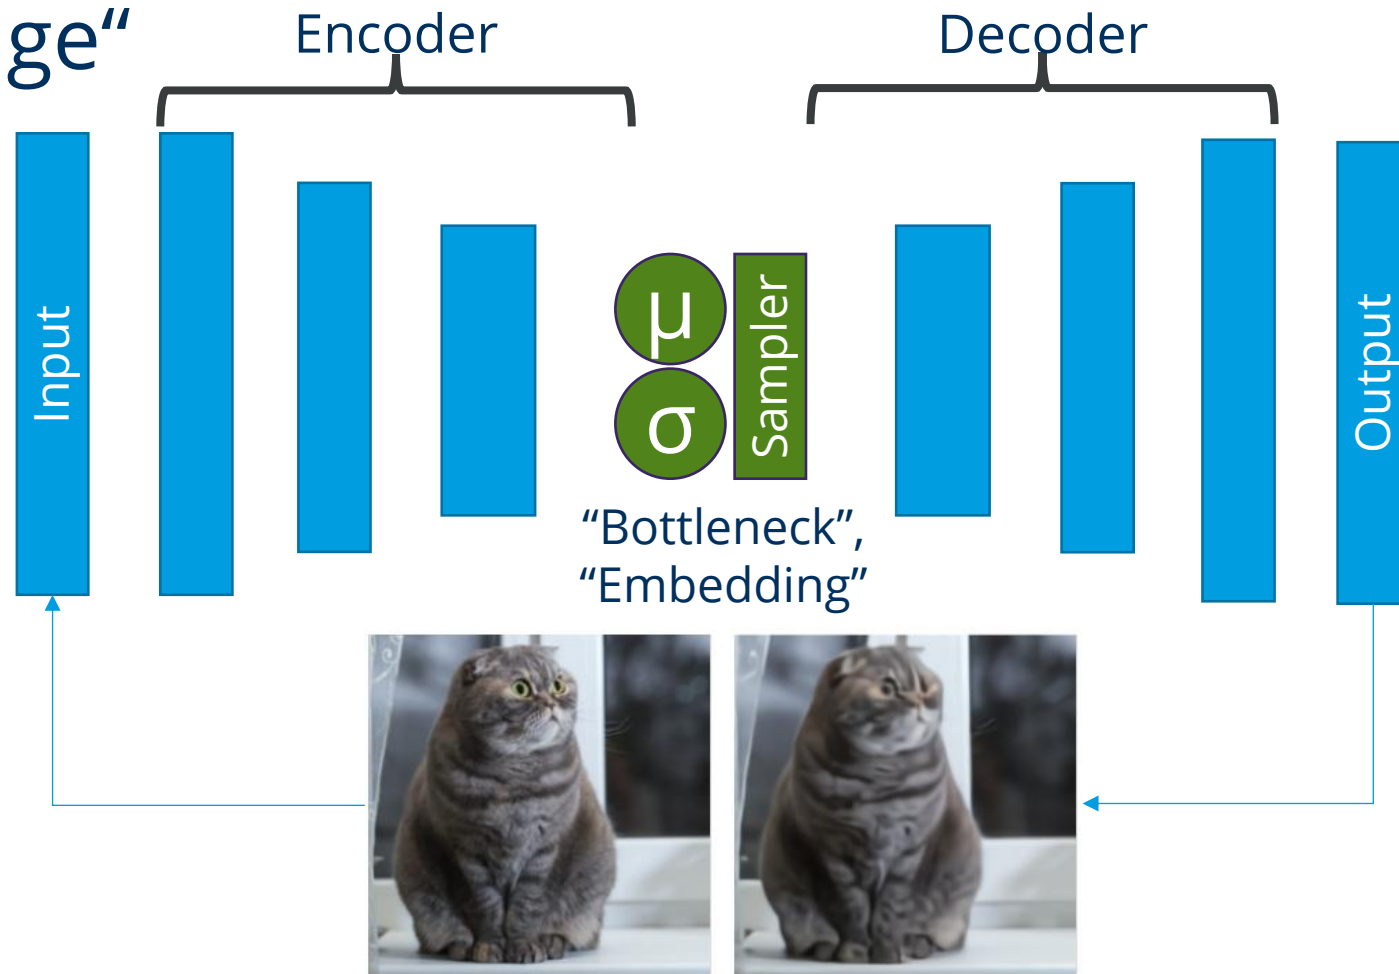 ge“
Encoder
Decoder
Input
μ
σ
Sampler
Output
“Bottleneck”,
“Embedding”